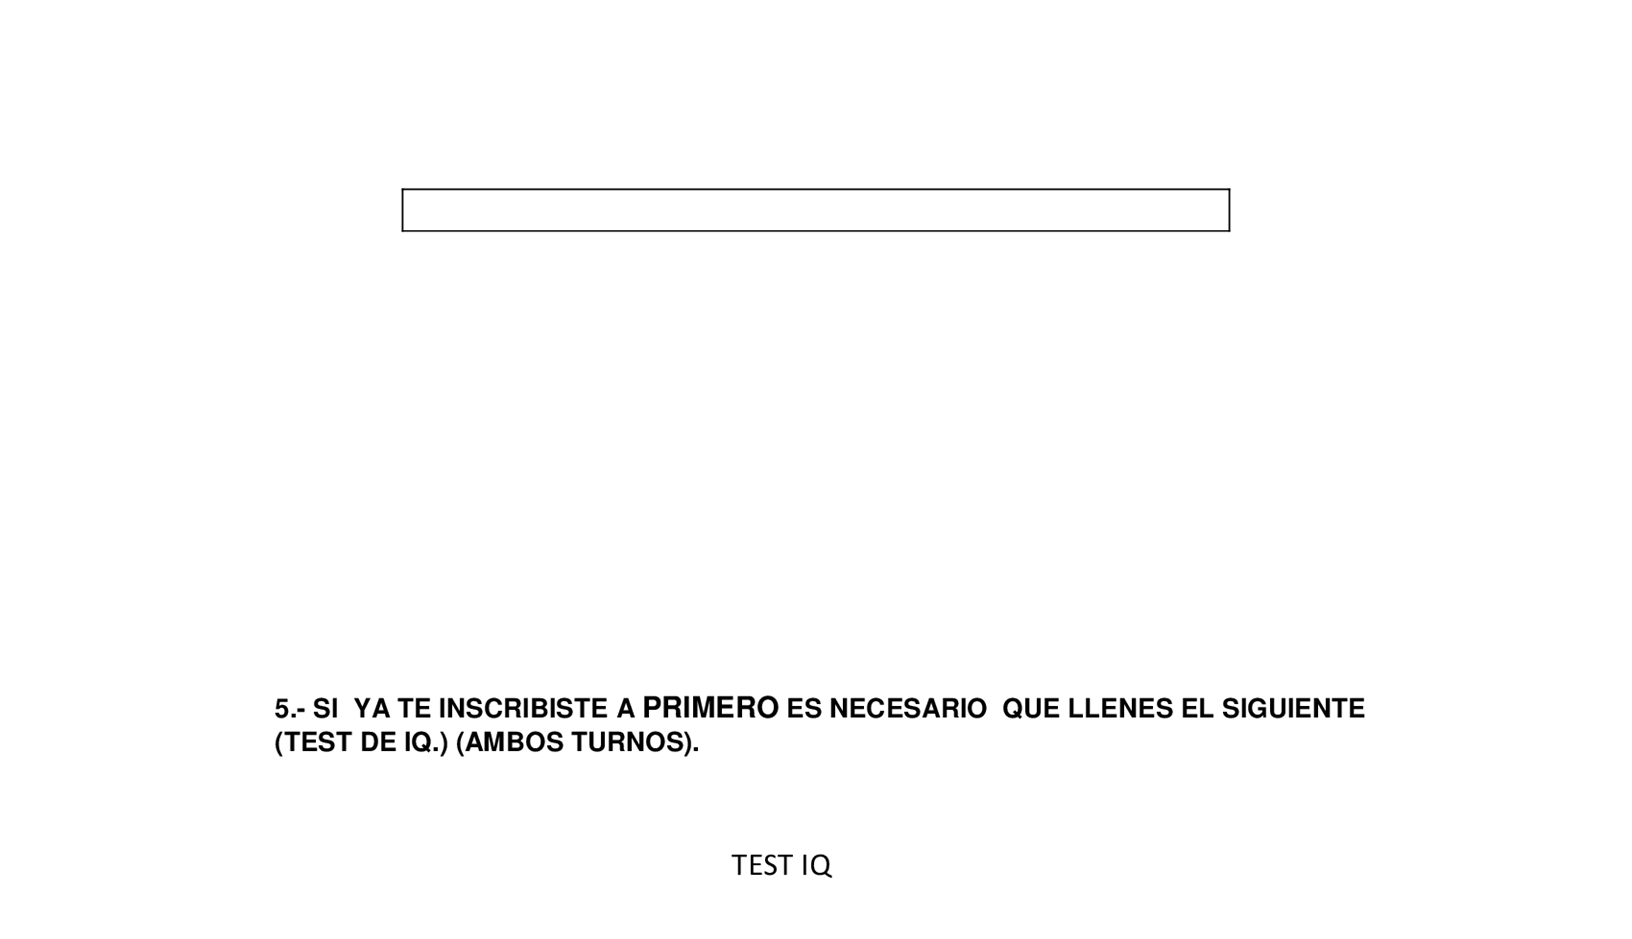 5.- SI  YA TE INSCRIBISTE A PRIMERO ES NECESARIO  QUE LLENES EL SIGUIENTE
(TEST DE IQ.) (AMBOS TURNOS).
TEST IQ